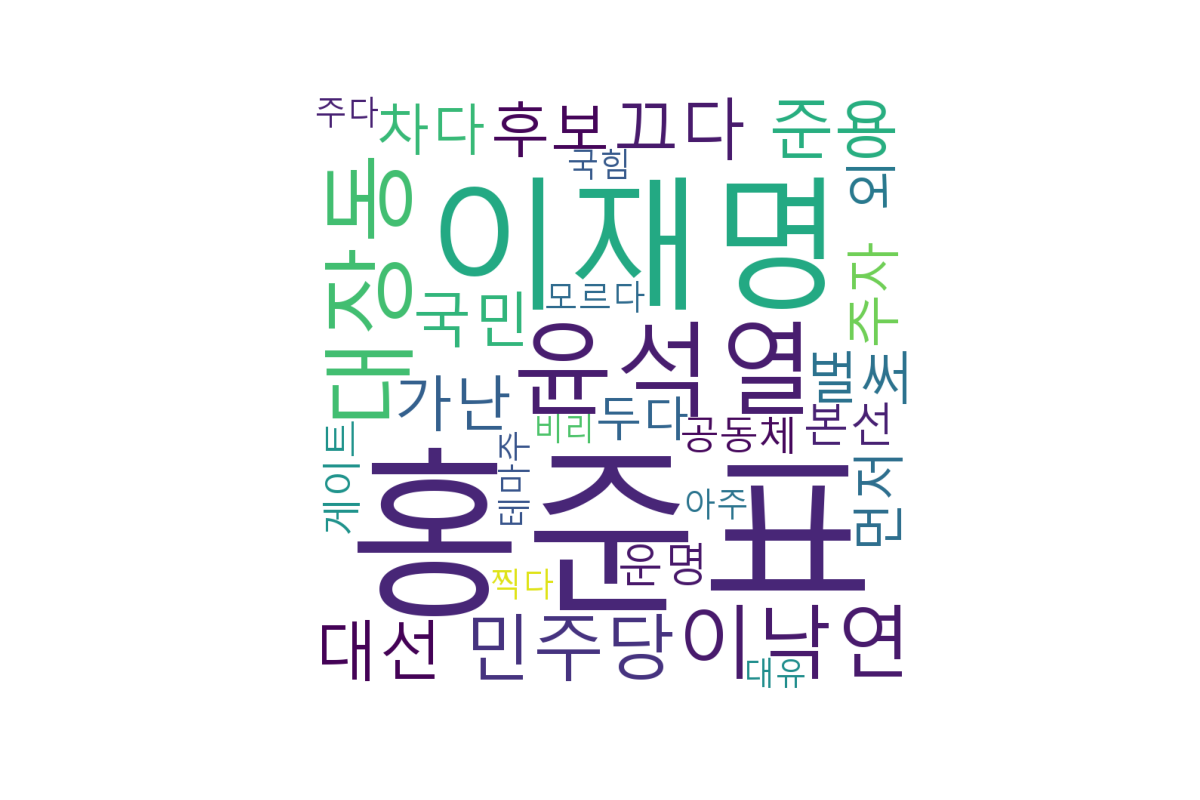 주다
차다
후보
끄다
준용
국힘
외
대장동
이재명
주자
국민
모르다
윤석열
벌써
가난
두다
비리
공동체
본선
게이트
테마주
홍준표
아주
먼저
운명
찍다
대선
민주당
이낙연
대유